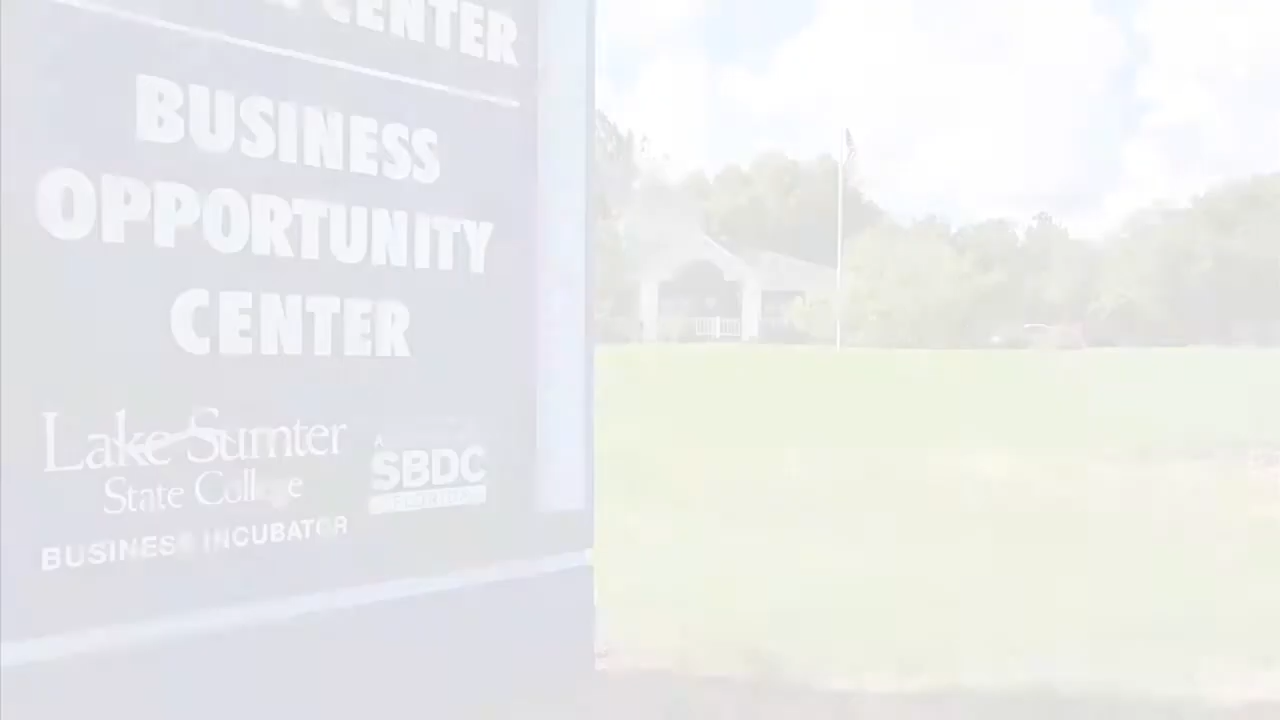 CENTER
BUSINESS
OPPORTUNITY
CENTER
Lake Sumter
State College
BUSINESS INCUBATOR
A
SBDC